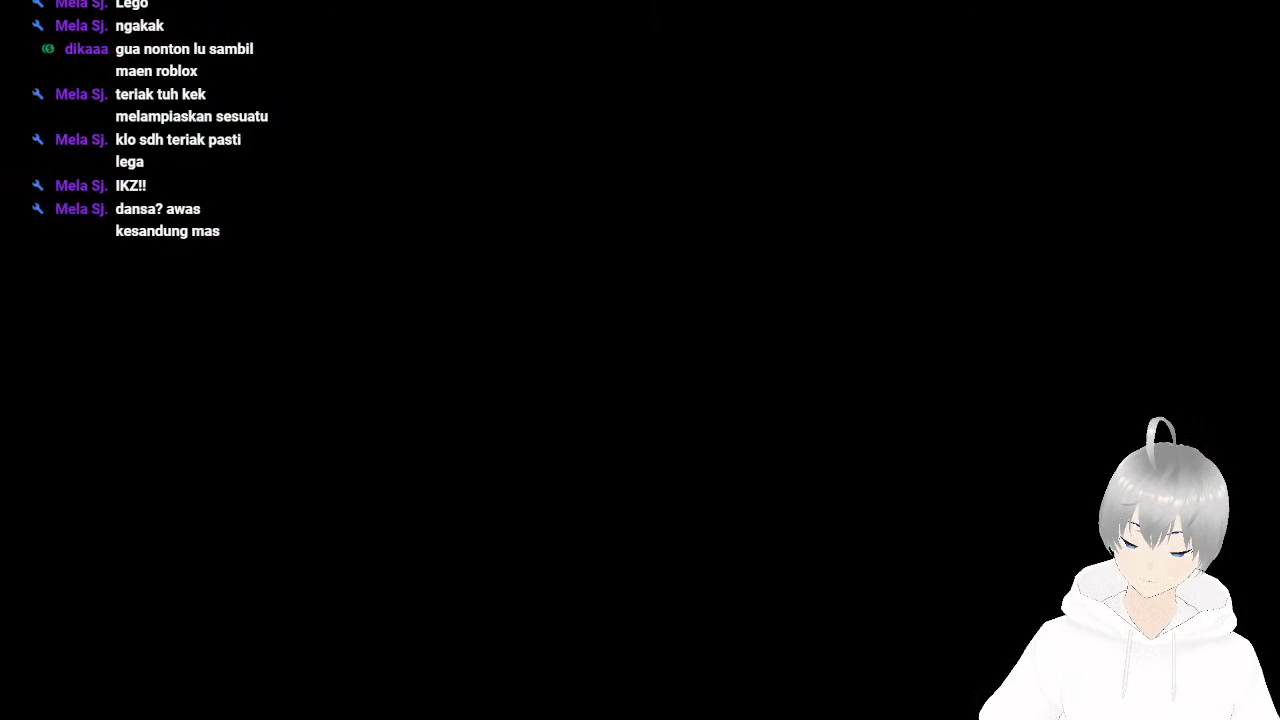 Mela Sj. Lego
Mela Sj. ngakak
dikaaa gua nonton lu sambil
maen roblox
Mela Sj. teriak tuh kek
melampiaskan sesuatu
Mela Sj. klo sdh teriak pasti
lega
Mela Sj. IKZ!!
Mela Sj. dansa? awas
kesandung mas